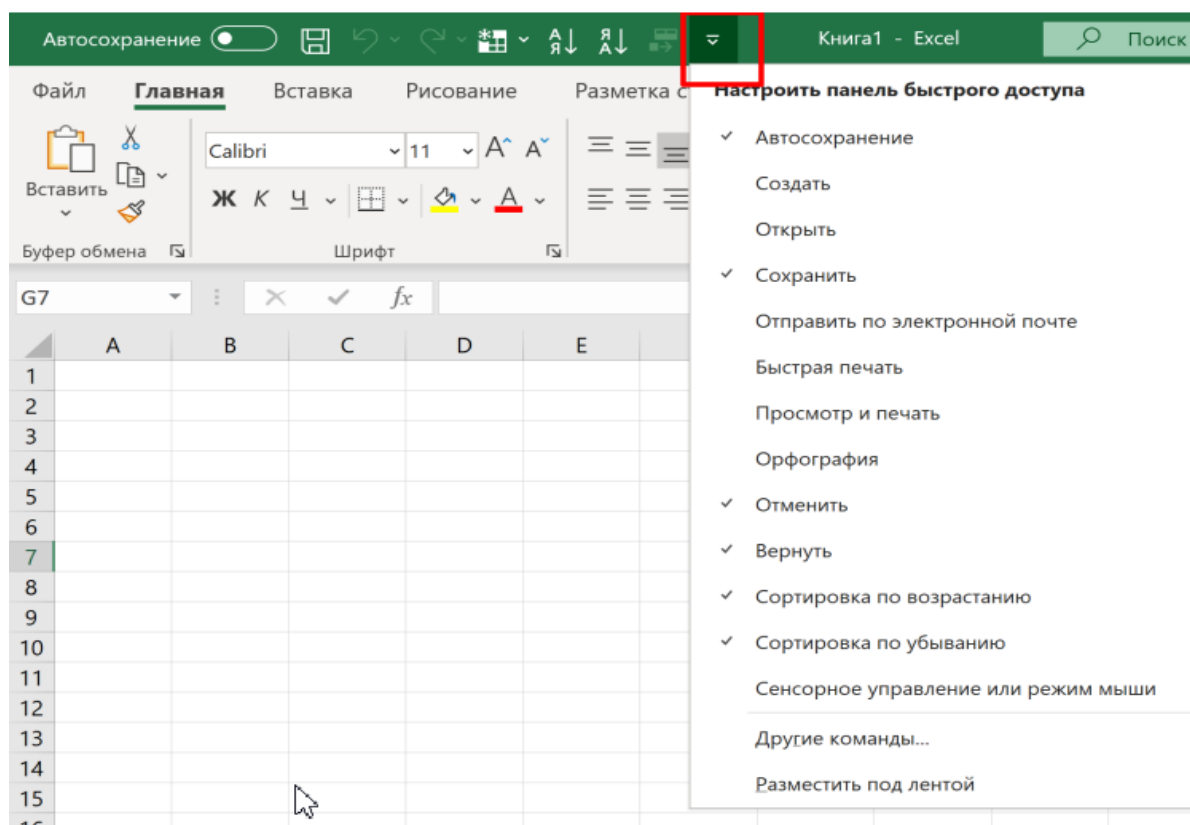 Автосохранение Книга1 - Excel Поиск
Файл Главная Вставка Рисование Разметка с
Настроить панель быстрого доступа
Автосохранение
Создать
Открыть
Сохранить
Отправить по электронной почте
Быстрая печать
Просмотр и печать
Орфография
Отменить
Вернуть
Сортировка по возрастанию
Сортировка по убыванию
Сенсорное управление или режим мыши
Другие команды...
Разместить под лентой
Вставить
Calibri 11 A A
Ж К Ч А
Буфер обмена Шрифт
G7 fx
A B C D E
1
2
3
4
5
6
7
8
9
10
11
12
13
14
15